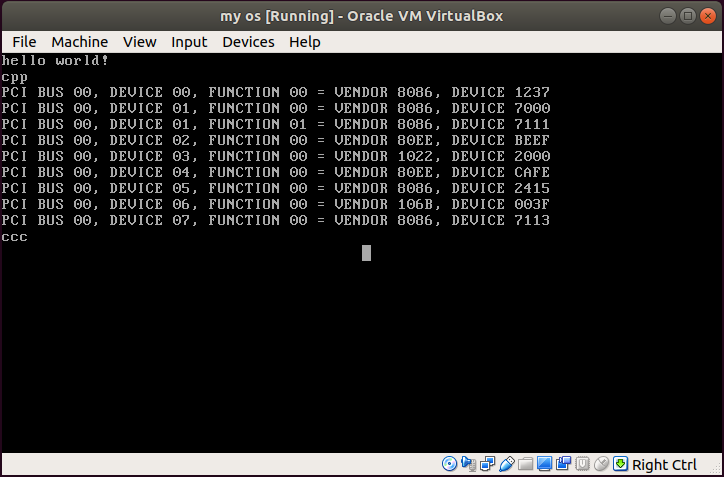 my os [Running] - Oracle VM VirtualBox
File Machine View Input Devices Help
hello world!
cpp
PCI BUS 00, DEVICE 00, FUNCTION 00 = VENDOR 8086, DEVICE 1237
PCI BUS 00, DEVICE 01, FUNCTION 00 = VENDOR 8086, DEVICE 7000
PCI BUS 00, DEVICE 01, FUNCTION 01 = VENDOR 8086, DEVICE 7111
PCI BUS 00, DEVICE 02, FUNCTION 00 = VENDOR 80EE, DEVICE BEEF
PCI BUS 00, DEVICE 03, FUNCTION 00 = VENDOR 1022, DEVICE 2000
PCI BUS 00, DEVICE 04, FUNCTION 00 = VENDOR 80EE, DEVICE CAFE
PCI BUS 00, DEVICE 05, FUNCTION 00 = VENDOR 8086, DEVICE 2415
PCI BUS 00, DEVICE 06, FUNCTION 00 = VENDOR 106B, DEVICE 003F
PCI BUS 00, DEVICE 07, FUNCTION 00 = VENDOR 8086, DEVICE 7113
ccc
Right Ctrl